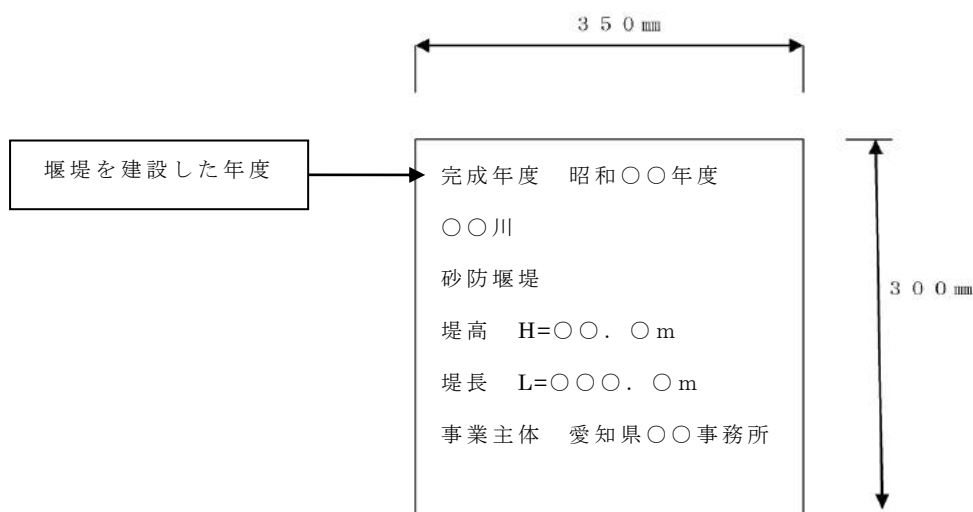 ３５０㎜
堰堤を建設した年度
完成年度　昭和○○年度
○○川
砂防堰堤
堤高　H=○○．○ｍ
堤長　L=○○○．○ｍ
事業主体　愛知県○○事務所
３００㎜